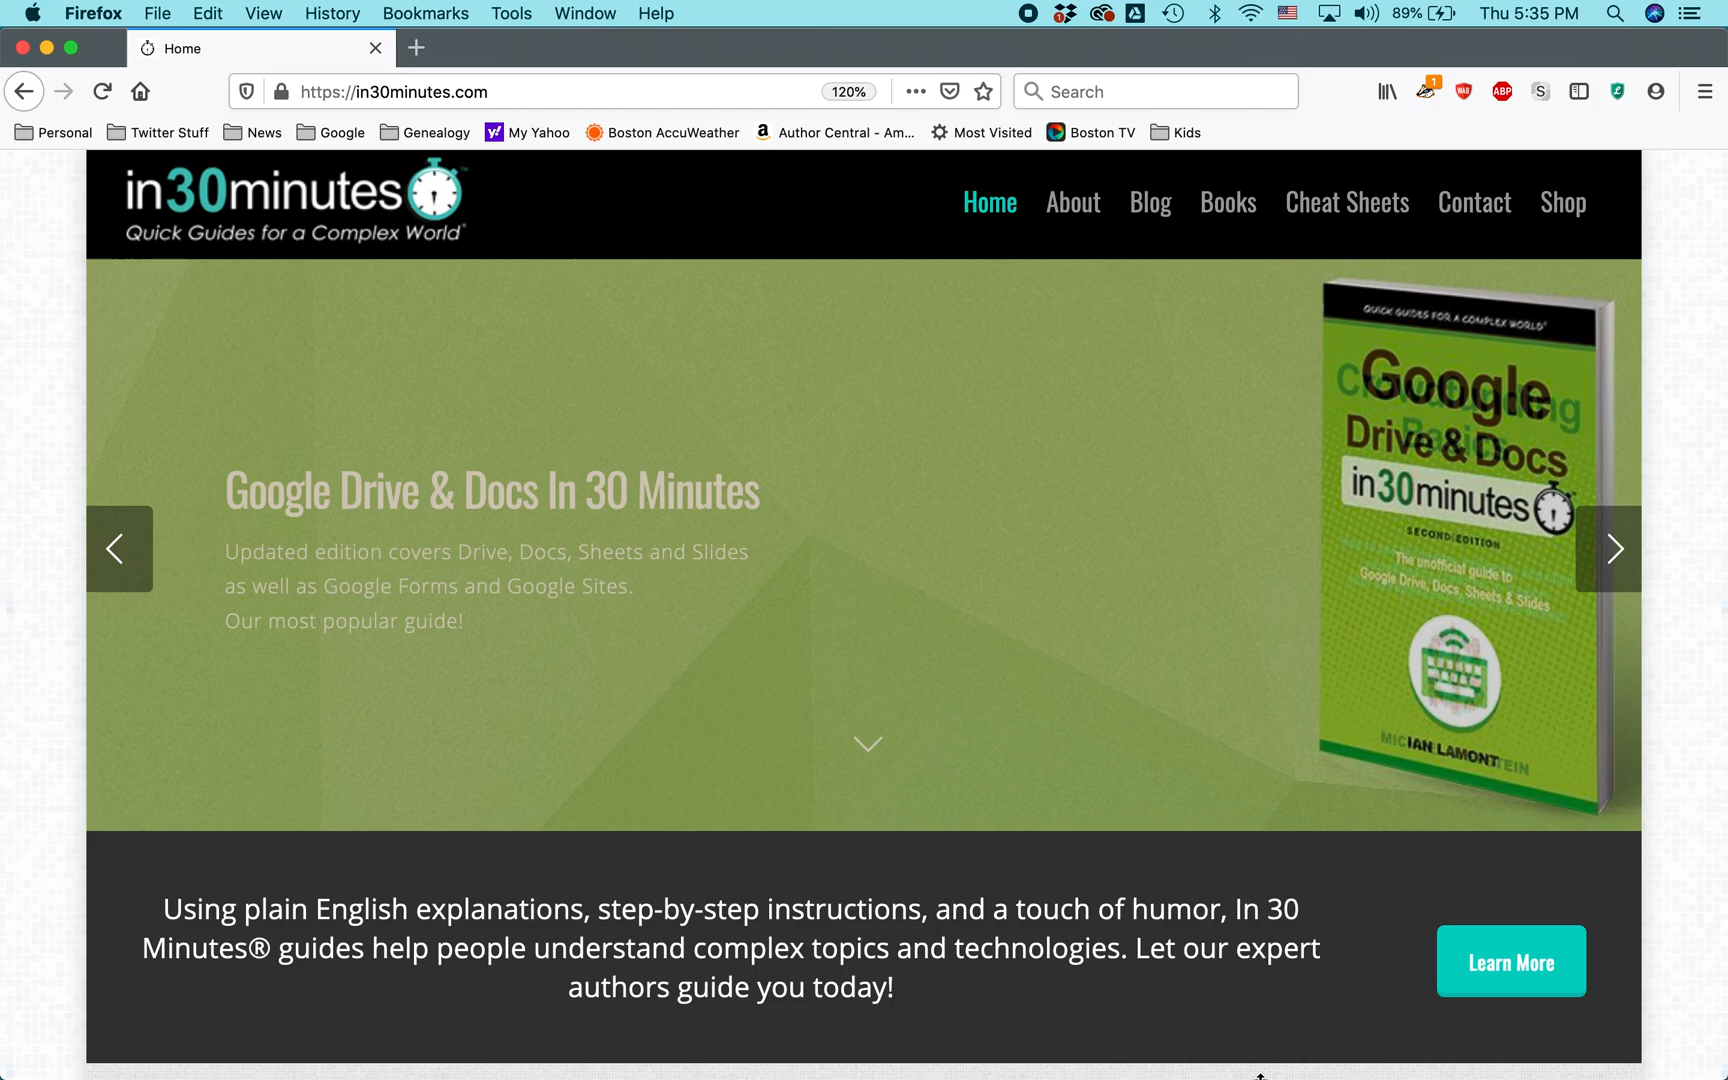 Firefox File Edit View History Bookmarks Tools Window Help 89% Thu 5:35 PM
Home
https://in30minutes.com 120% Search
Personal Twitter Stuff News Google Genealogy My Yahoo Boston AccuWeather Author Central - Am... Most Visited Boston TV Kids
in30minutes
Quick Guides for a Complex World®
Home About Blog Books Cheat Sheets Contact Shop
Google Drive & Docs In 30 Minutes
Updated edition covers Drive, Docs, Sheets and Slides
as well as Google Forms and Google Sites.
Our most popular guide!
QUICK GUIDES FOR A COMPLEX WORLD®
Google
Drive & Docs
in30minutes
SECOND EDITION
The unofficial guide to
Google Drive, Docs, Sheets & Slides
IAN LAMONT
Using plain English explanations, step-by-step instructions, and a touch of humor, In 30
Minutes® guides help people understand complex topics and technologies. Let our expert
authors guide you today!
Learn More